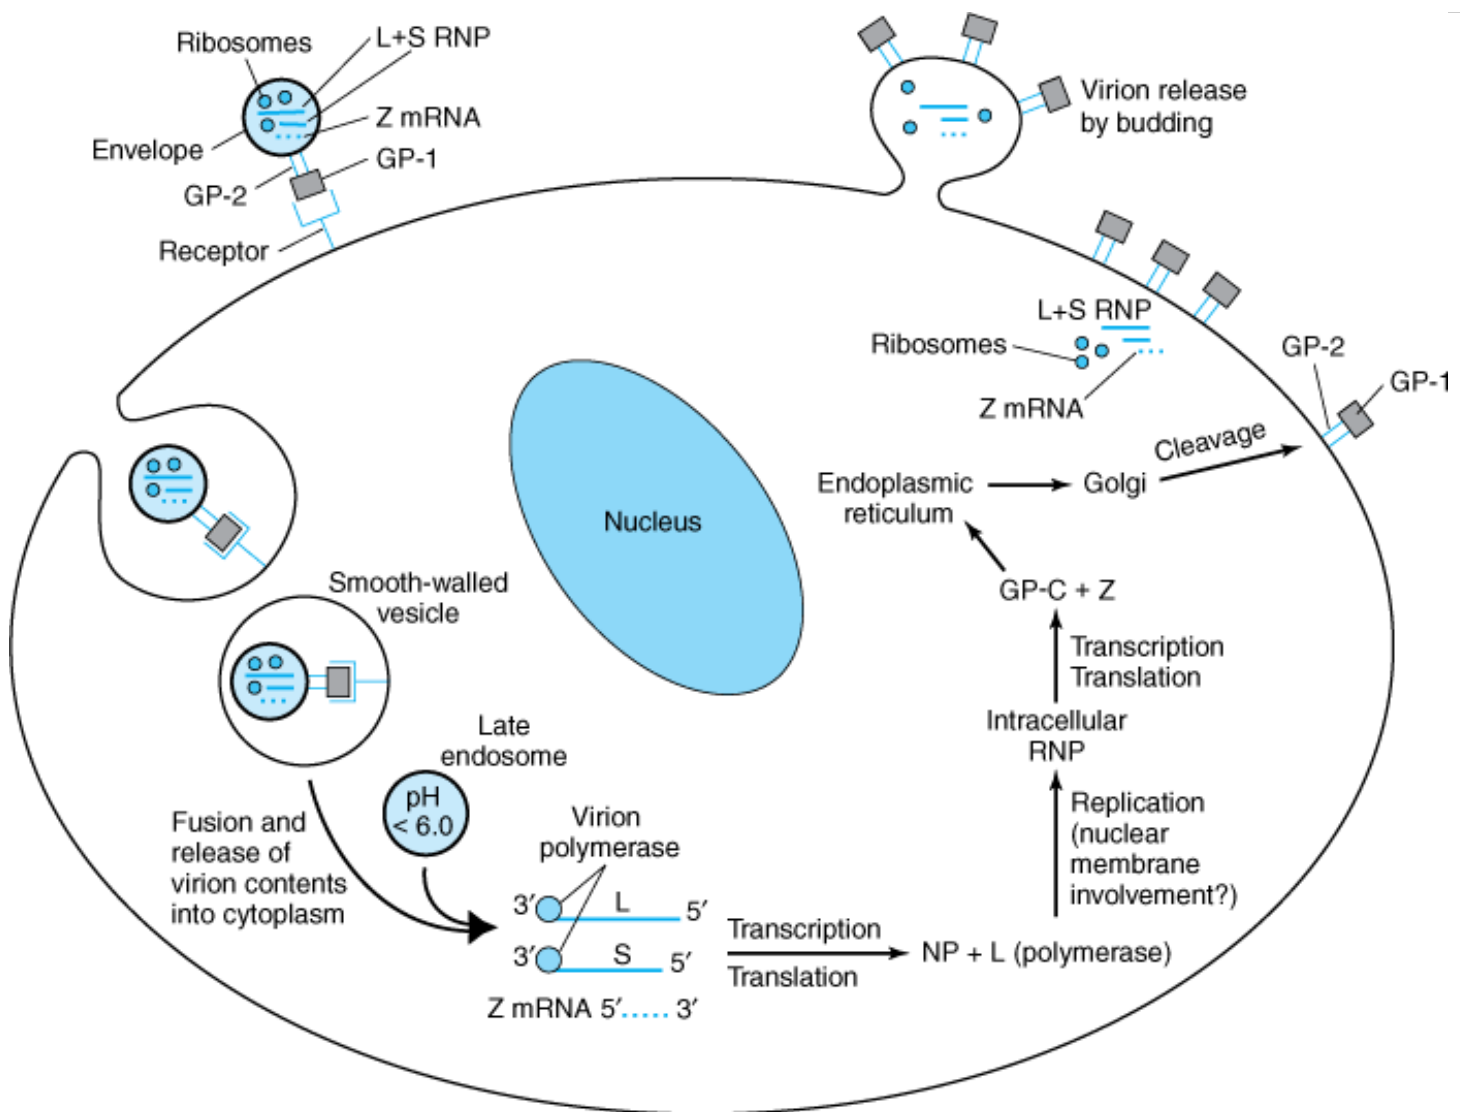 Ribosomes
L+S RNP
Z mRNA
Envelope
GP-1
GP-2
Receptor
Virion release
by budding
L+S RNP
Ribosomes
Z mRNA
GP-2
GP-1
Cleavage
Endoplasmic
reticulum
Golgi
Nucleus
GP-C + Z
Smooth-walled
vesicle
Transcription
Translation
Intracellular
RNP
Late
endosome
pH
< 6.0
Replication
(nuclear
membrane
involvement?)
Fusion and
release of
virion contents
into cytoplasm
Virion
polymerase
3′ L 5′
3′ S 5′
Z mRNA 5′ 3′
Transcription
Translation
NP + L (polymerase)